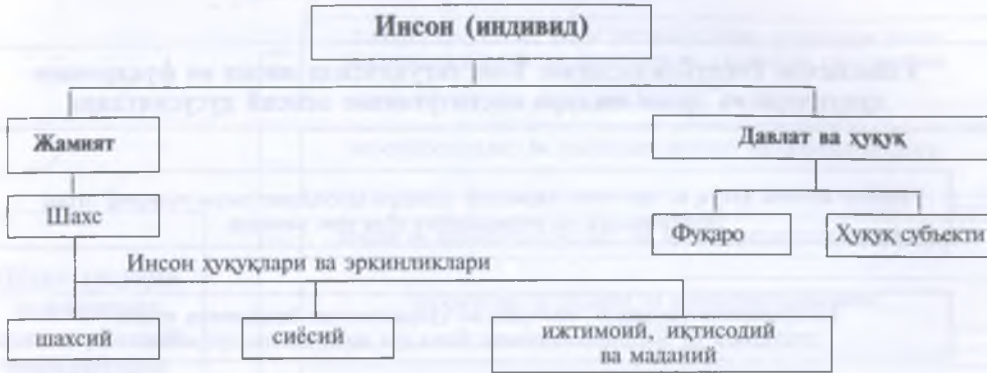 Инсон (индивид)
Жамият
Давлат ва ҳуқуқ
Шахс
Фуқаро
Ҳуқуқ субъекти
Инсон ҳуқуқлари ва эркинликлари
шахсий
сиёсий
ижтимоий, иқтисодий
ва маданий